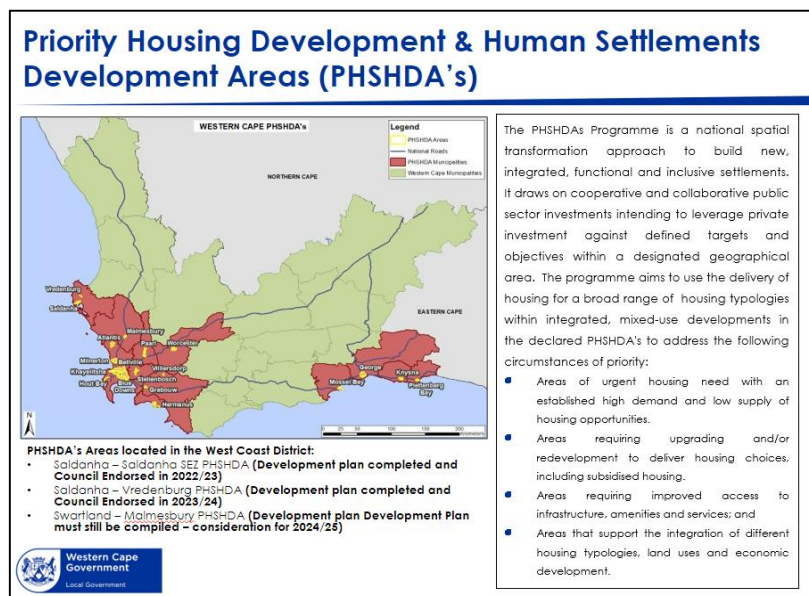 Priority Housing Development & Human Settlements
Development Areas (PHSHDA's)
WESTERN CAPE PHSHDA's
Legend
PHSHDA Areas
National Roads
PHSHDA Municipalities
Western Cape Municipalities
NORTHERN CAPE
EASTERN CAPE
Vredenburg
Saldanha
Malmesbury
Atlantis
Paarl
Worcester
Milnerton
Bellville
Villiersdorp
Khayelitsha
Stellenbosch
Hout Bay
Blue
Downs
Grabouw
Hermanus
George
Knysna
Mossel Bay
Plettenberg
Bay
N
0
50
100
150
200
Kilometers
The PHSHDAs Programme is a national spatial
transformation approach to build new,
integrated, functional and inclusive settlements.
It draws on cooperative and collaborative public
sector investments intending to leverage private
investment against defined targets and
objectives within a designated geographical
area. The programme aims to use the delivery of
housing for a broad range of housing typologies
within integrated, mixed-use developments in
the declared PHSHDA's to address the following
circumstances of priority:
• Areas of urgent housing need with an
established high demand and low supply of
housing opportunities.
• Areas requiring upgrading and/or
redevelopment to deliver housing choices,
including subsidised housing.
• Areas requiring improved access to
infrastructure, amenities and services; and
• Areas that support the integration of different
housing typologies, land uses and economic
development.
PHSHDA's Areas located in the West Coast District:
• Saldanha – Saldanha SEZ PHSHDA (Development plan completed and
Council Endorsed in 2022/23)
• Saldanha – Vredenburg PHSHDA (Development plan completed and
Council Endorsed in 2023/24)
• Swartland – Malmesbury PHSHDA (Development plan Development Plan
must still be compiled – consideration for 2024/25)
Western Cape
Government
Local Government